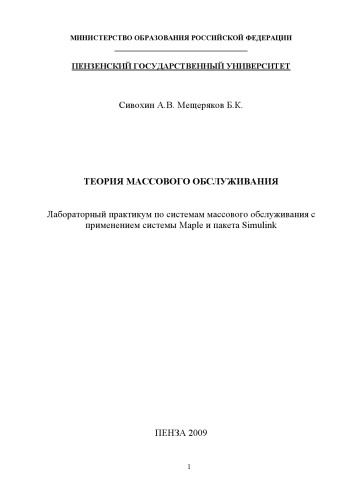 МИНИСТЕРСТВО ОБРАЗОВАНИЯ РОССИЙСКОЙ ФЕДЕРАЦИИ
ПЕНЗЕНСКИЙ ГОСУДАРСТВЕННЫЙ УНИВЕРСИТЕТ
Сивохин А.В. Мещеряков Б.К.
ТЕОРИЯ МАССОВОГО ОБСЛУЖИВАНИЯ
Лабораторный практикум по системам массового обслуживания с
применением системы Maple и пакета Simulink
ПЕНЗА 2009
1